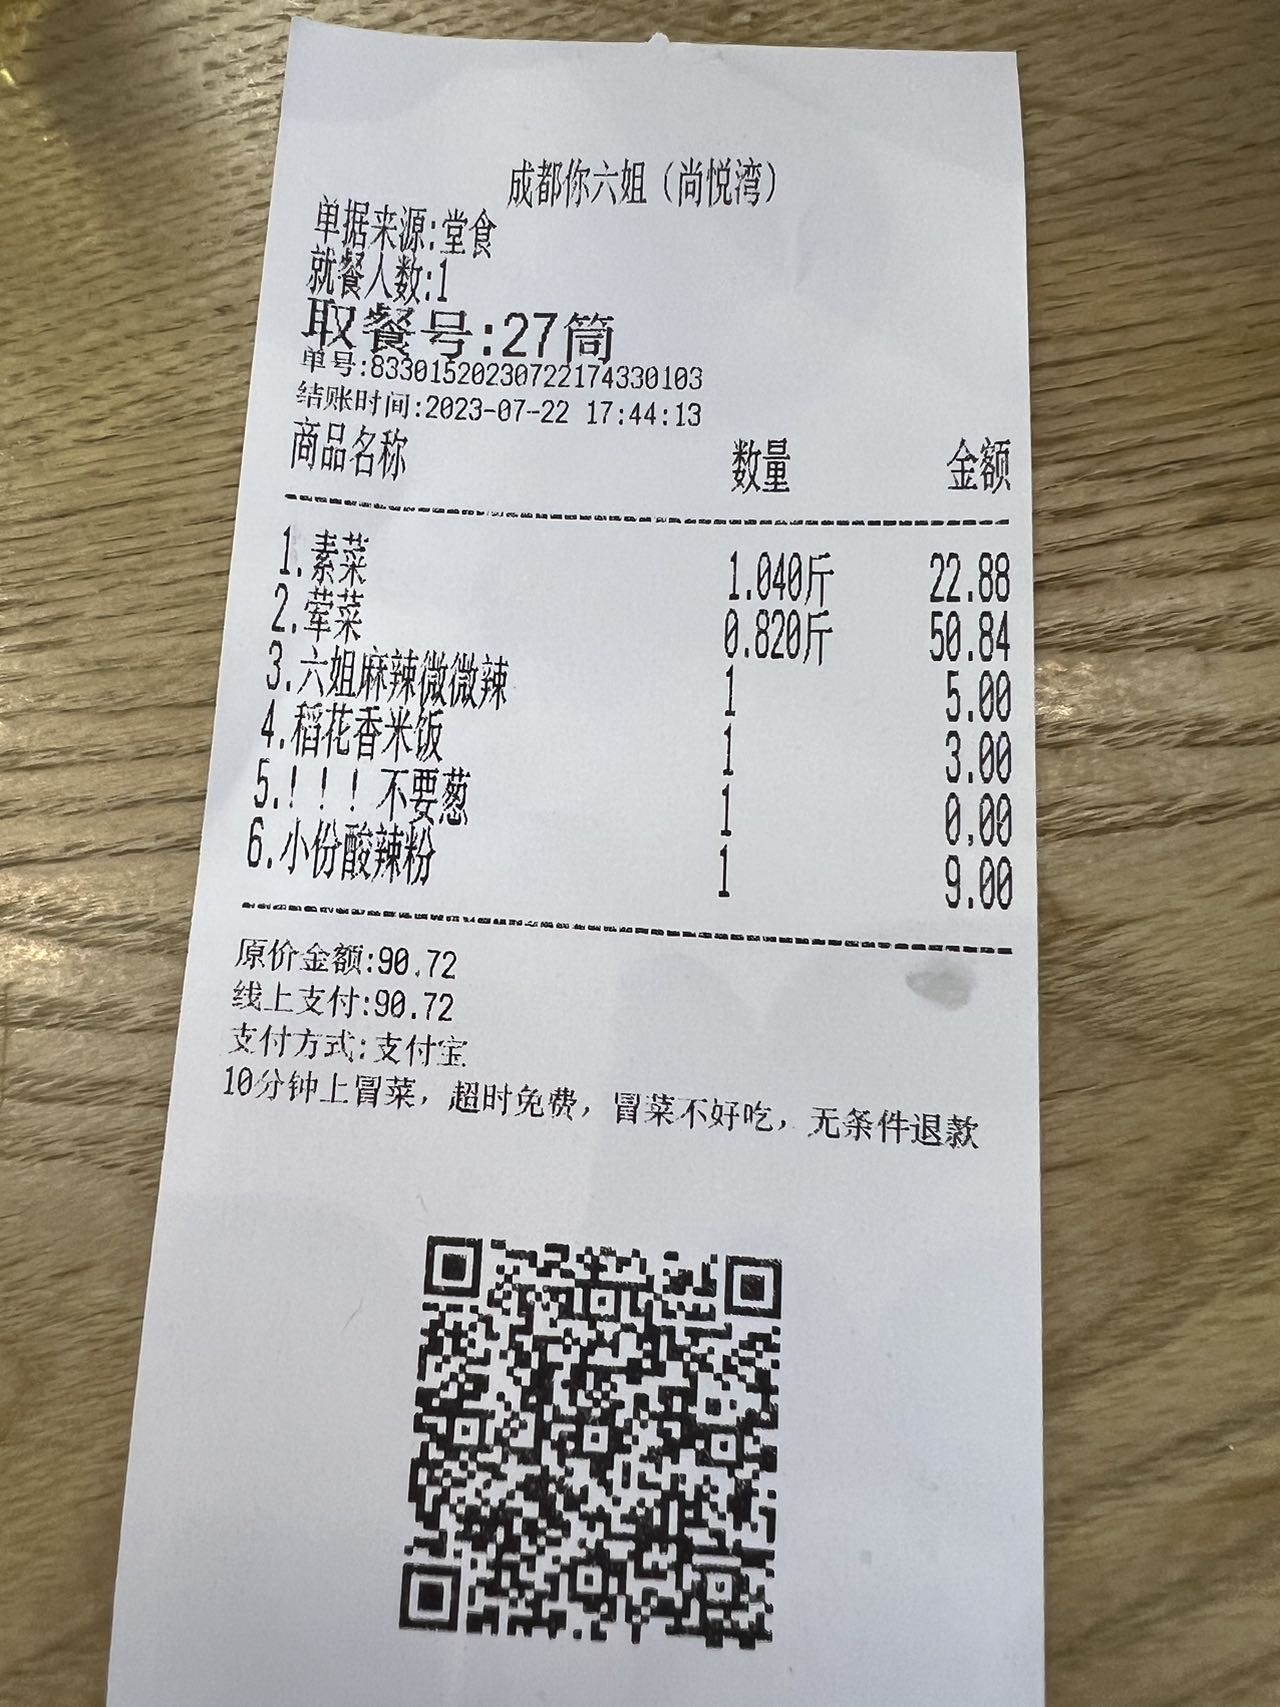 成都你六姐（尚悦湾）
单据来源:堂食
就餐人数:1
取餐号:27筒
单号:83301520230722174330103
结账时间:2023-07-22 17:44:13
商品名称 数量 金额
1.素菜 1.040斤 22.88
2.荤菜 0.820斤 50.84
3.六姐麻辣微微辣 1 5.00
4.稻花香米饭 1 3.00
5.！！！不要葱 1 0.00
6.小份酸辣粉 1 9.00
原价金额:90.72
线上支付:90.72
支付方式:支付宝
10分钟上冒菜，超时免费，冒菜不好吃，无条件退款